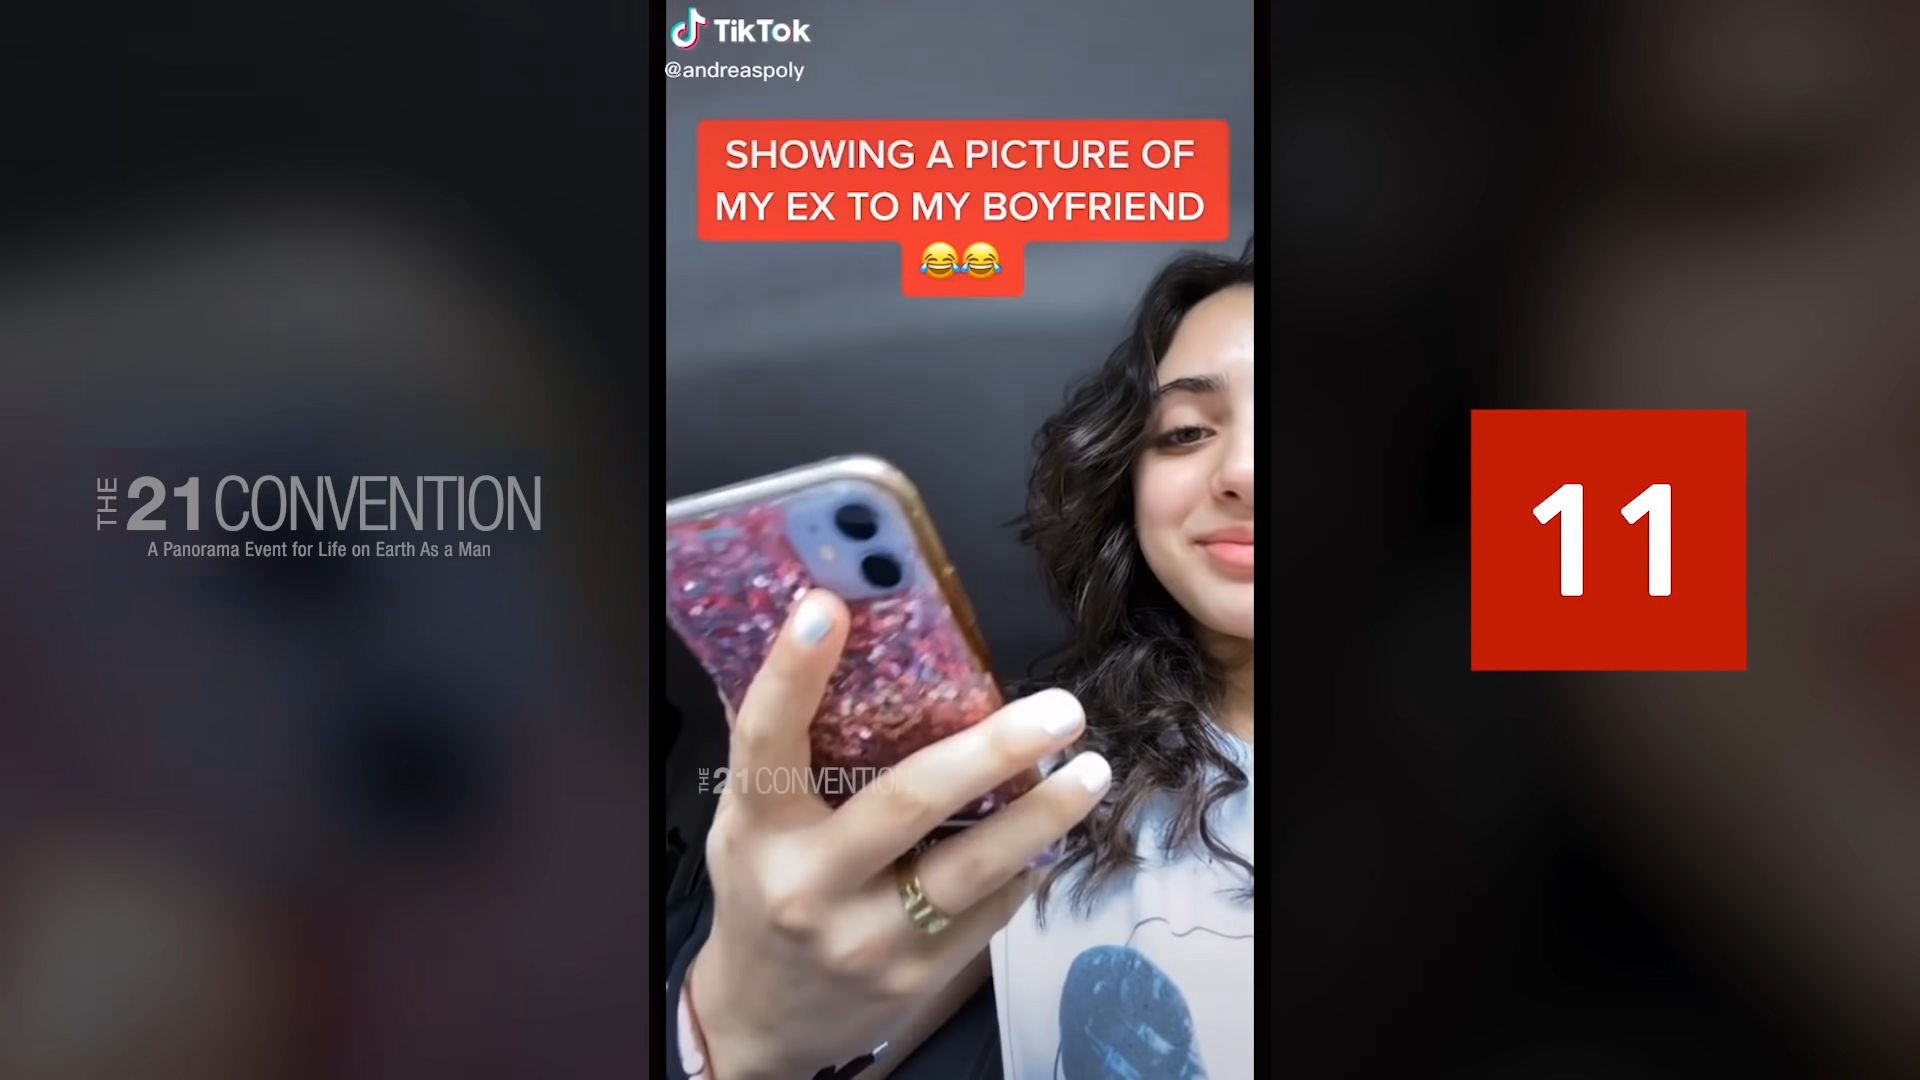 TikTok
@andreaspoly
SHOWING A PICTURE OF
MY EX TO MY BOYFRIEND
😂😂
THE 21 CONVENTION
A Panorama Event for Life on Earth As a Man
11
THE 21 CONVENTION